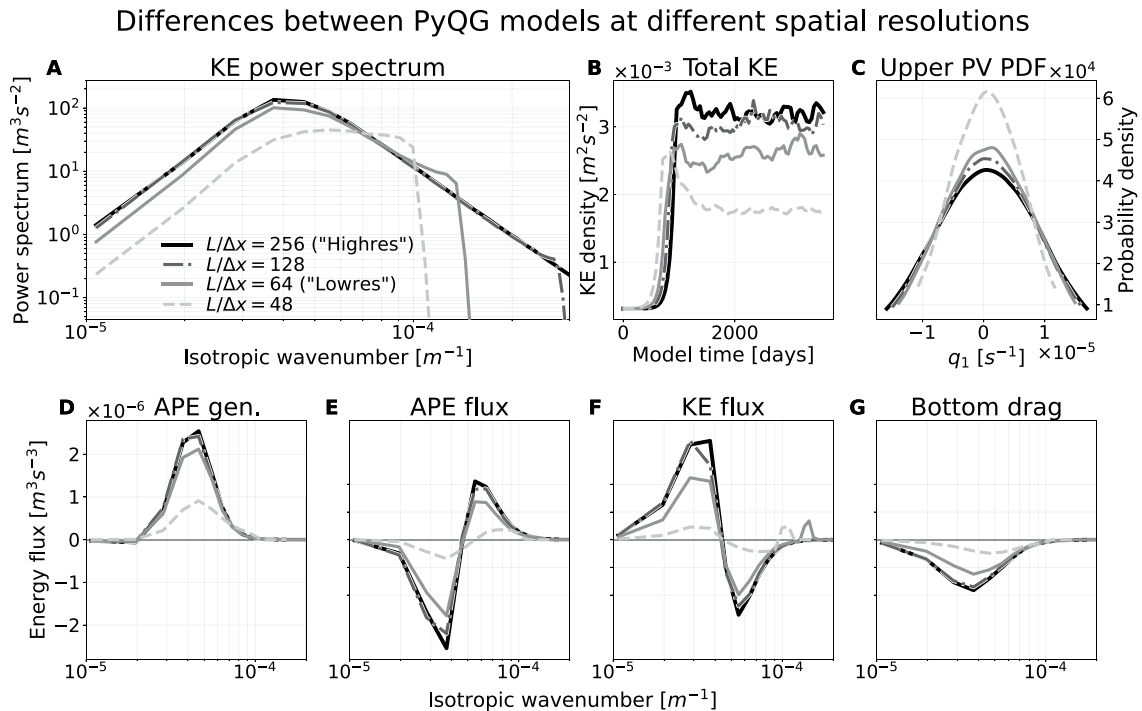 Differences between PyQG models at different spatial resolutions
A KE power spectrum
B ×10⁻³ Total KE
C Upper PV PDF ×10⁴
Power spectrum [m³s⁻²]
10²
10¹
10⁰
10⁻¹
L/Δx = 256 ("Highres")
L/Δx = 128
L/Δx = 64 ("Lowres")
L/Δx = 48
10⁻⁵ 10⁻⁴
Isotropic wavenumber [m⁻¹]
KE density [m²s⁻²]
3
2
1
0 2000
Model time [days]
6
5
4
3
2
1
Probability density
−1 0 1
q₁ [s⁻¹] ×10⁻⁵
D ×10⁻⁶ APE gen.
E APE flux
F KE flux
G Bottom drag
Energy flux [m³s⁻³]
2
1
0
−1
−2
10⁻⁵ 10⁻⁴
10⁻⁵ 10⁻⁴
10⁻⁵ 10⁻⁴
10⁻⁵ 10⁻⁴
Isotropic wavenumber [m⁻¹]